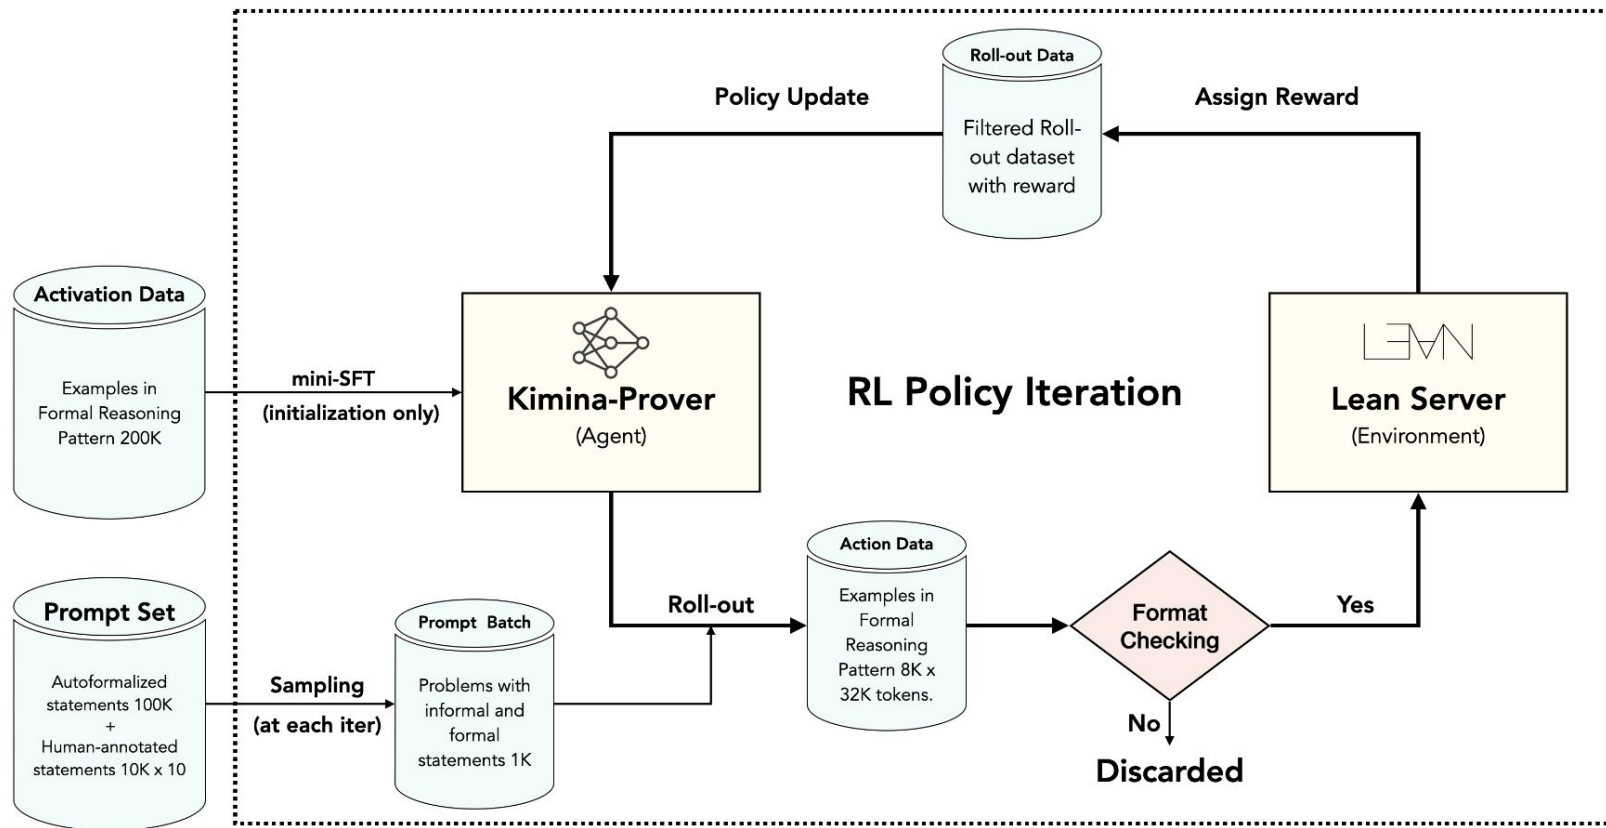 Roll-out Data
Filtered Roll-
out dataset
with reward
Policy Update
Assign Reward
Activation Data
Examples in
Formal Reasoning
Pattern 200K
mini-SFT
(initialization only)
Kimina-Prover
(Agent)
RL Policy Iteration
LEAN
Lean Server
(Environment)
Prompt Set
Autoformalized
statements 100K
+
Human-annotated
statements 10K x 10
Sampling
(at each iter)
Prompt Batch
Problems with
informal and
formal
statements 1K
Roll-out
Action Data
Examples in
Formal
Reasoning
Pattern 8K x
32K tokens.
Format
Checking
Yes
No
Discarded